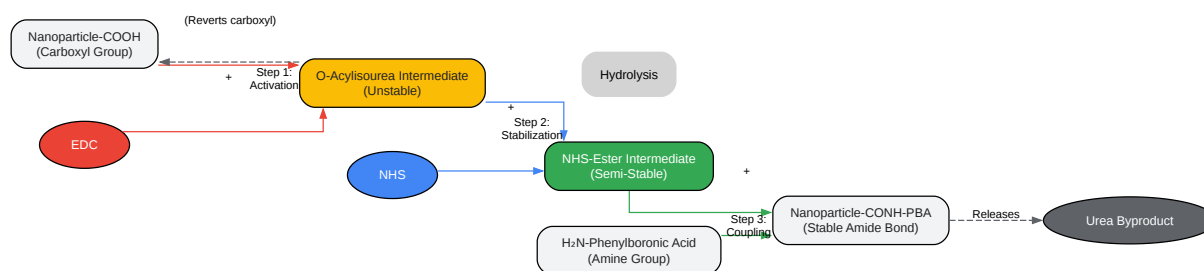 (Reverts carboxyl)
Nanoparticle-COOH
(Carboxyl Group)
+
Step 1:
Activation
O-Acylisourea Intermediate
(Unstable)
Hydrolysis
EDC
+
Step 2:
Stabilization
NHS
NHS-Ester Intermediate
(Semi-Stable)
+
H₂N-Phenylboronic Acid
(Amine Group)
Step 3:
Coupling
Nanoparticle-CONH-PBA
(Stable Amide Bond)
Releases
Urea Byproduct